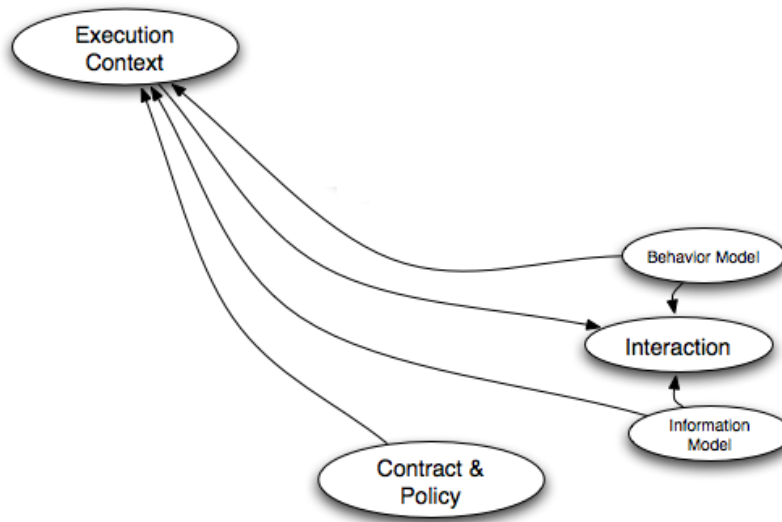 Execution
Context
Behavior Model
Interaction
Information
Model
Contract &
Policy